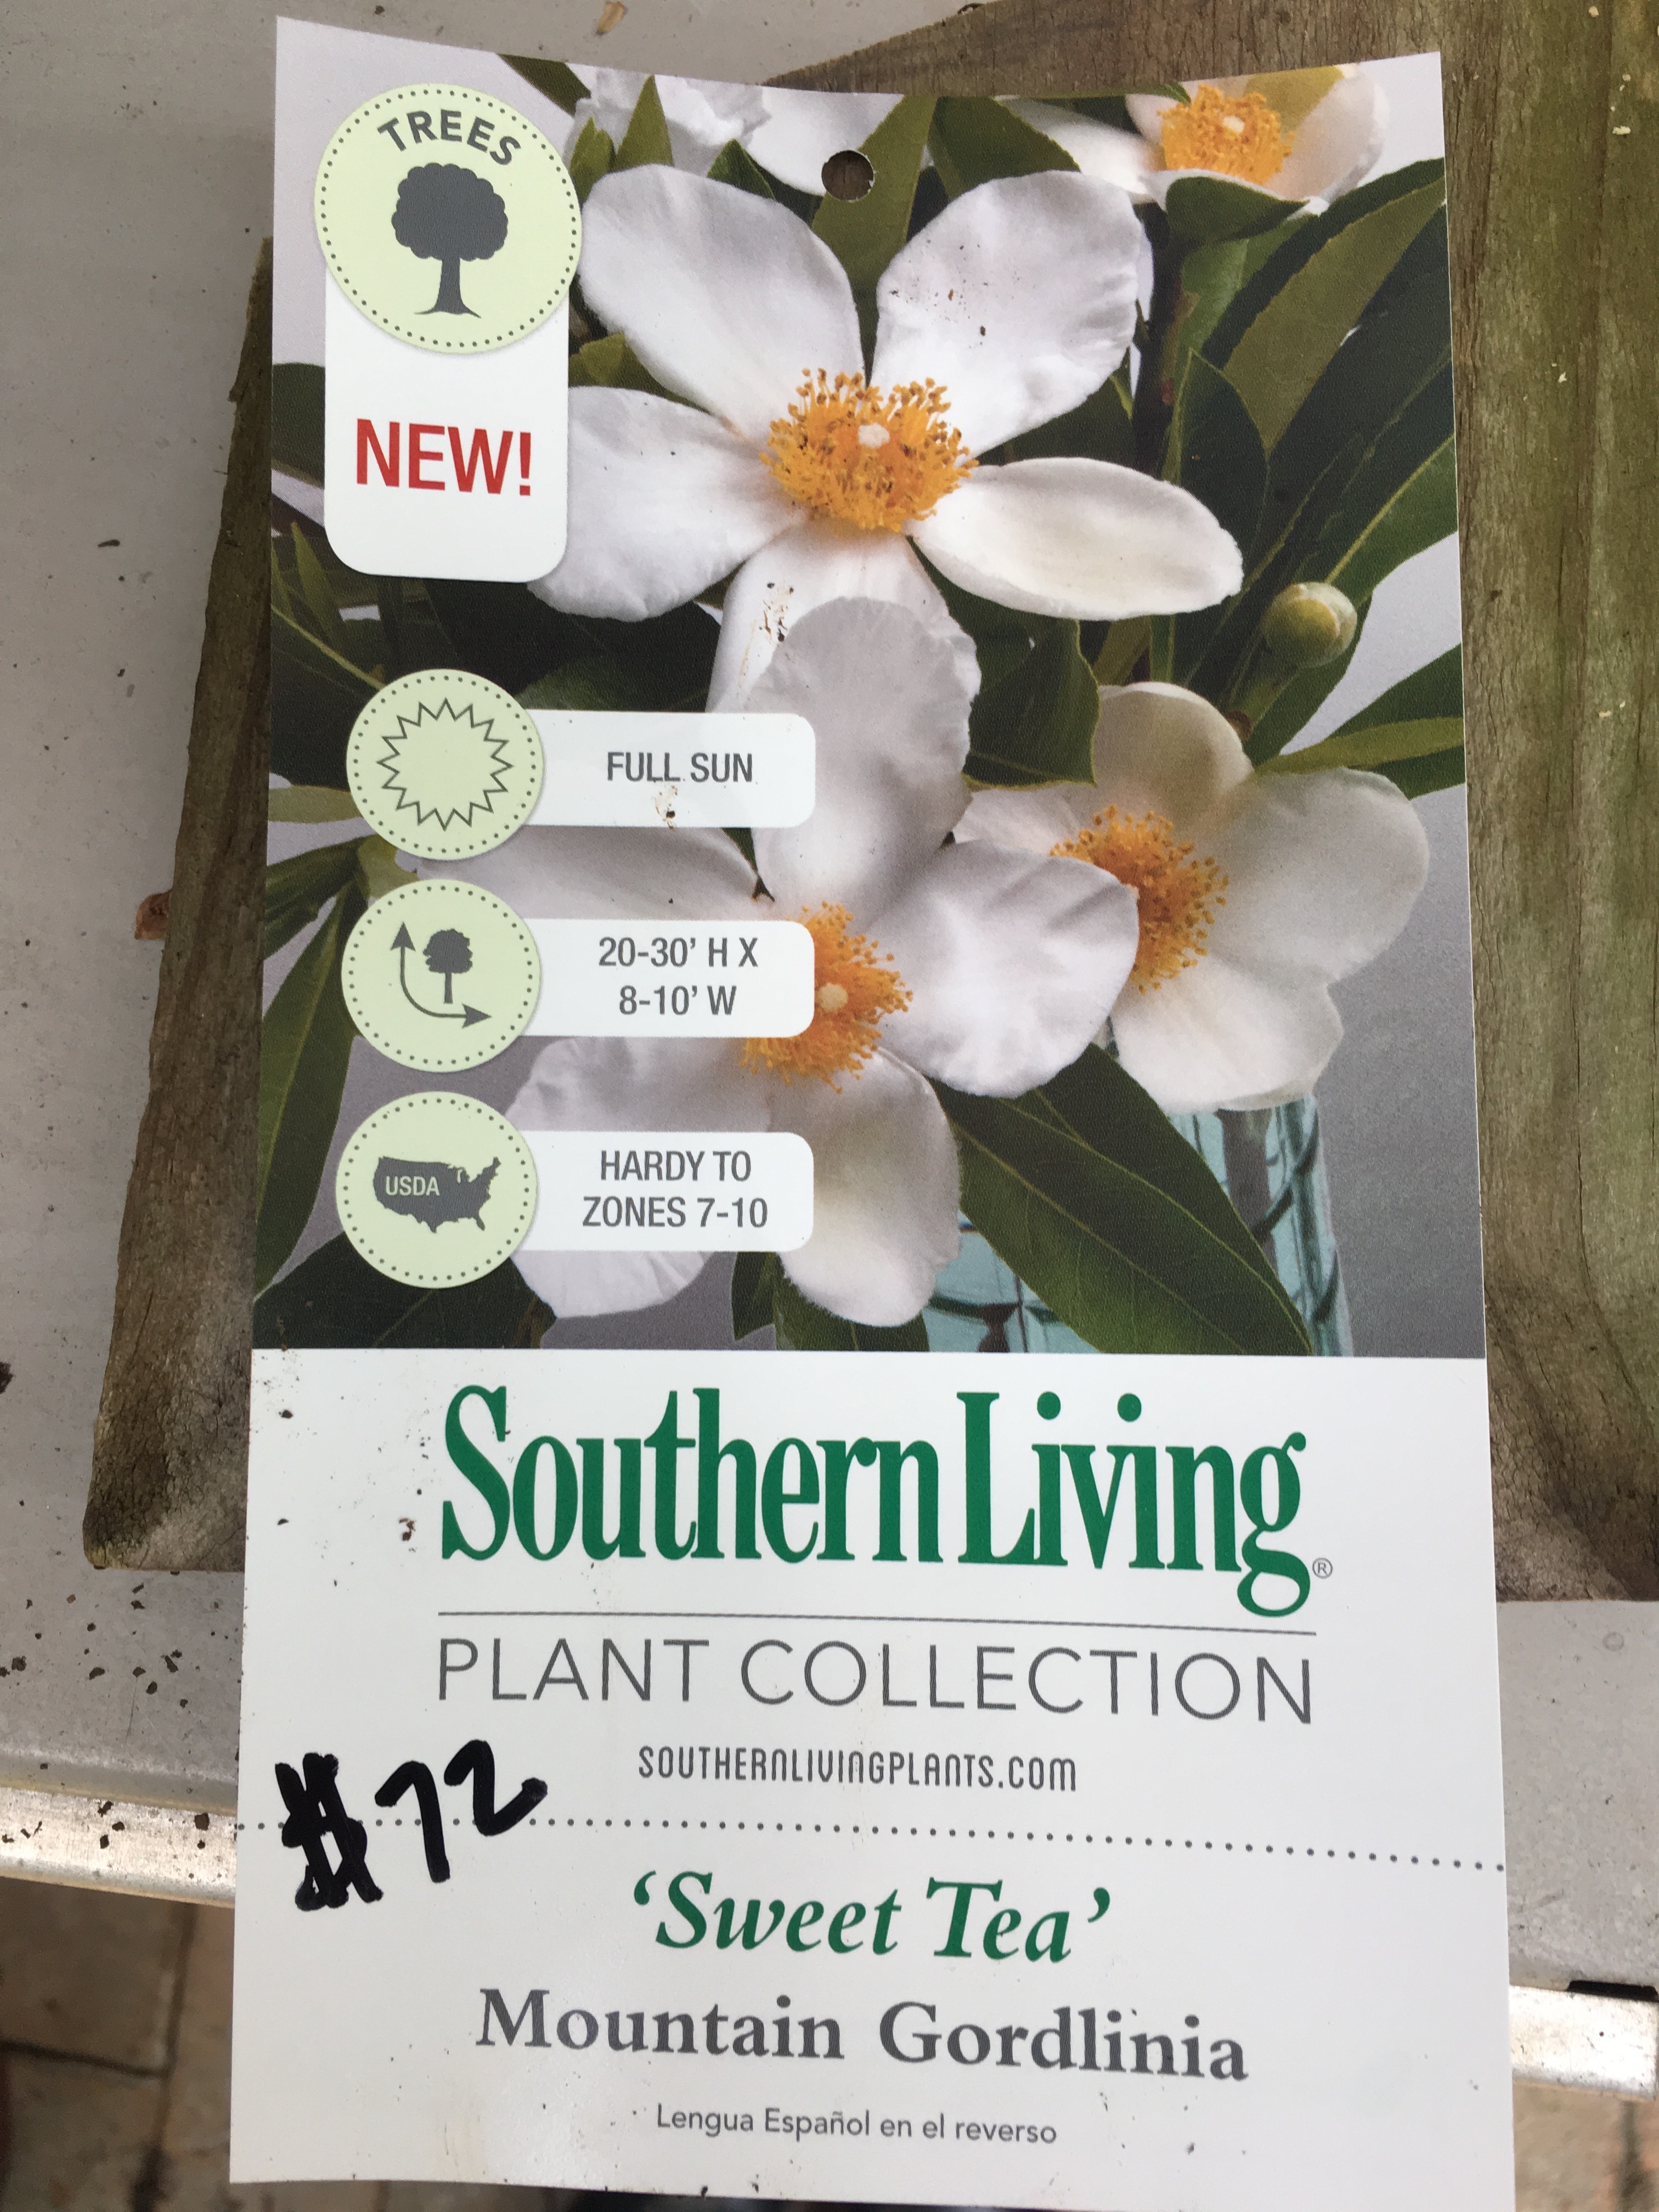 TREES
NEW!
FULL SUN
20-30' H X
8-10' W
USDA
HARDY TO
ZONES 7-10
Southern Living®
PLANT COLLECTION
SOUTHERNLIVINGPLANTS.COM
$72
‘Sweet Tea’
Mountain Gordlinia
Lengua Español en el reverso